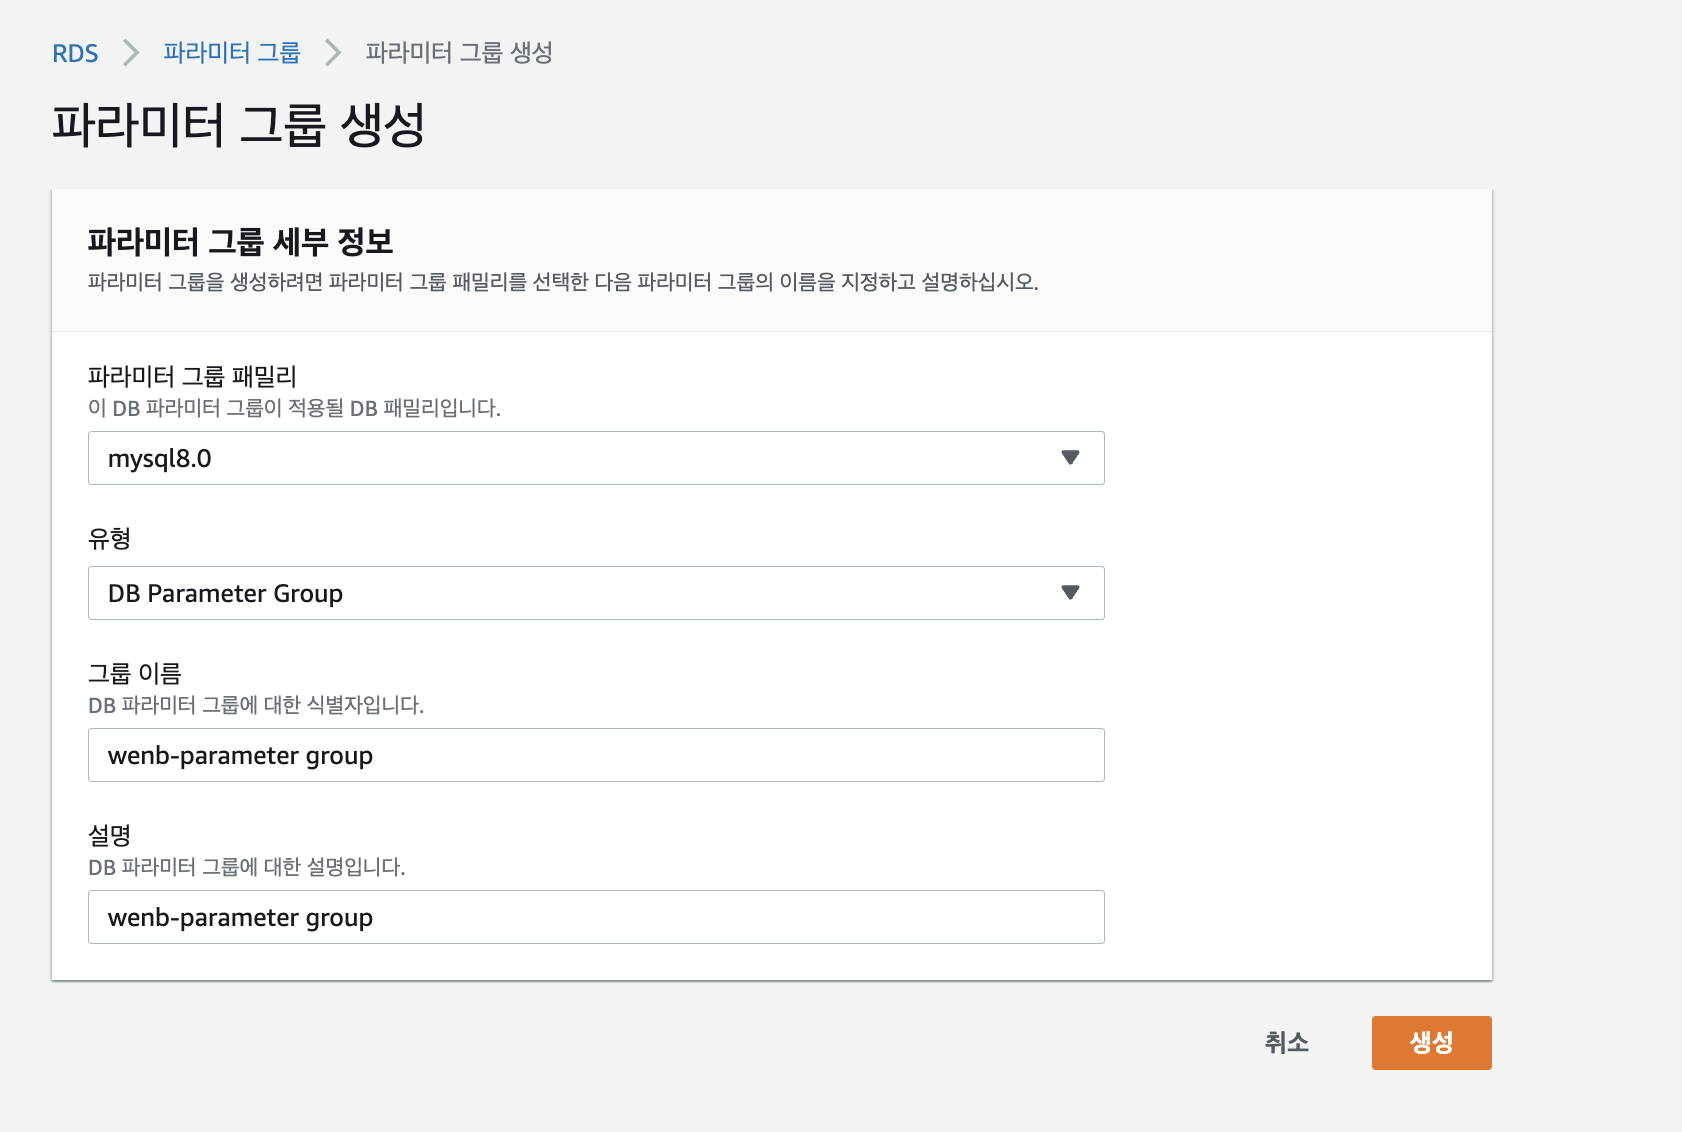 RDS > 파라미터 그룹 > 파라미터 그룹 생성
파라미터 그룹 생성
파라미터 그룹 세부 정보
파라미터 그룹을 생성하려면 파라미터 그룹 패밀리를 선택한 다음 파라미터 그룹의 이름을 지정하고 설명하십시오.
파라미터 그룹 패밀리
이 DB 파라미터 그룹이 적용될 DB 패밀리입니다.
mysql8.0
유형
DB Parameter Group
그룹 이름
DB 파라미터 그룹에 대한 식별자입니다.
wenb-parameter group
설명
DB 파라미터 그룹에 대한 설명입니다.
wenb-parameter group
취소 생성